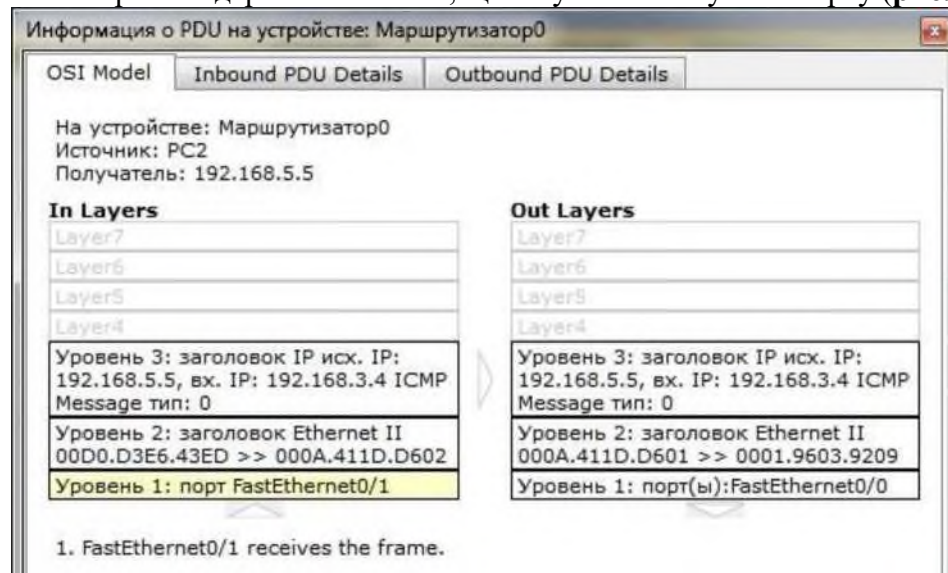 Информация о PDU на устройстве: Маршрутизатор0
OSI Model Inbound PDU Details Outbound PDU Details
На устройстве: Маршрутизатор0
Источник: PC2
Получатель: 192.168.5.5
In Layers
Layer7
Layer6
Layer5
Layer4
Уровень 3: заголовок IP исх. IP:
192.168.5.5, вх. IP: 192.168.3.4 ICMP
Message тип: 0
Уровень 2: заголовок Ethernet II
00D0.D3E6.43ED >> 000A.411D.D602
Уровень 1: порт FastEthernet0/1
Out Layers
Layer7
Layer6
Layer5
Layer4
Уровень 3: заголовок IP исх. IP:
192.168.5.5, вх. IP: 192.168.3.4 ICMP
Message тип: 0
Уровень 2: заголовок Ethernet II
000A.411D.D601 >> 0001.9603.9209
Уровень 1: порт(ы):FastEthernet0/0
1. FastEthernet0/1 receives the frame.